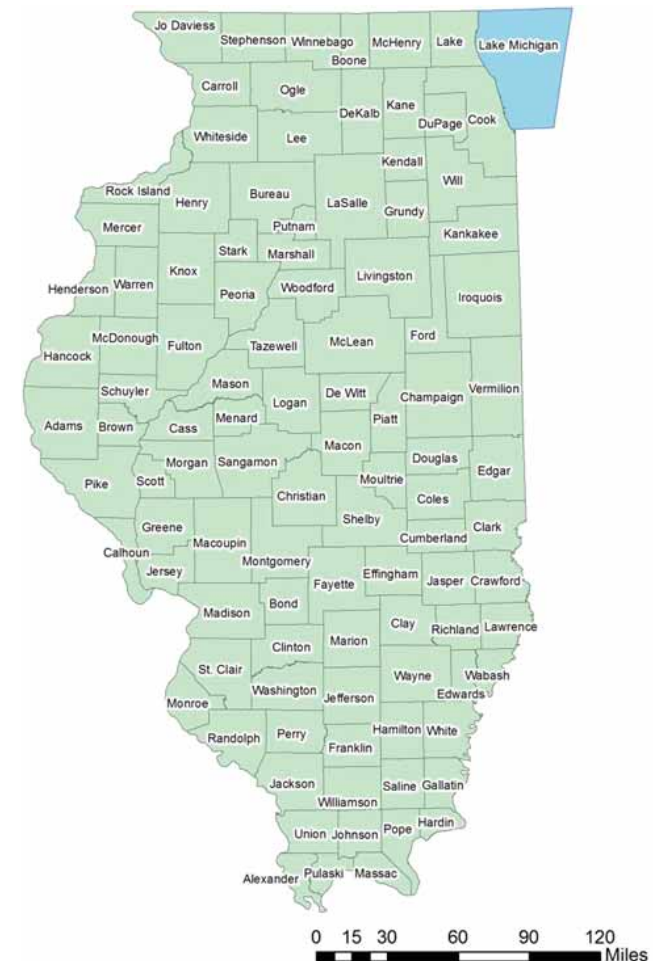 Jo Daviess
Stephenson
Winnebago
McHenry
Lake
Lake Michigan
Boone
Carroll
Ogle
DeKalb
Kane
DuPage
Cook
Whiteside
Lee
Kendall
Will
Rock Island
Henry
Bureau
LaSalle
Grundy
Mercer
Putnam
Kankakee
Stark
Marshall
Knox
Livingston
Henderson
Warren
Peoria
Woodford
Iroquois
McDonough
Fulton
Tazewell
McLean
Ford
Hancock
Schuyler
Mason
Logan
De Witt
Champaign
Vermilion
Adams
Brown
Cass
Menard
Piatt
Macon
Morgan
Sangamon
Douglas
Edgar
Pike
Scott
Moultrie
Christian
Coles
Shelby
Greene
Clark
Calhoun
Macoupin
Cumberland
Jersey
Montgomery
Fayette
Effingham
Jasper
Crawford
Madison
Bond
Clay
Richland
Lawrence
Clinton
Marion
St. Clair
Wayne
Wabash
Washington
Jefferson
Edwards
Monroe
Randolph
Perry
Hamilton
White
Franklin
Jackson
Saline
Gallatin
Williamson
Union
Johnson
Pope
Hardin
Alexander
Pulaski
Massac
0 15 30 60 90 120
Miles